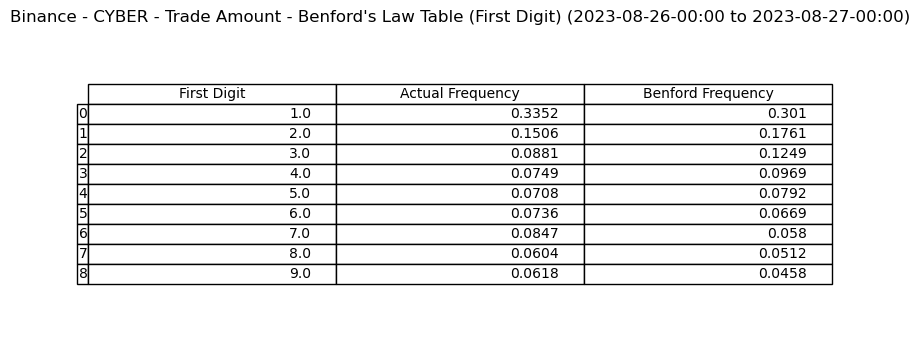 Binance - CYBER - Trade Amount - Benford's Law Table (First Digit) (2023-08-26-00:00 to 2023-08-27-00:00)
First Digit Actual Frequency Benford Frequency
0 1.0 0.3352 0.301
1 2.0 0.1506 0.1761
2 3.0 0.0881 0.1249
3 4.0 0.0749 0.0969
4 5.0 0.0708 0.0792
5 6.0 0.0736 0.0669
6 7.0 0.0847 0.058
7 8.0 0.0604 0.0512
8 9.0 0.0618 0.0458